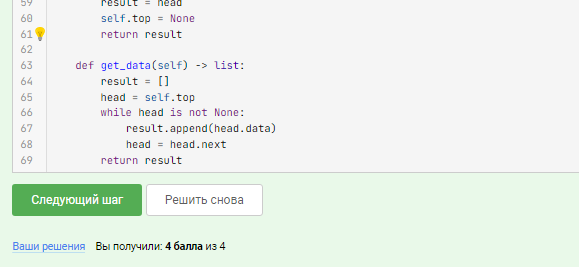 59 result = head
60 self.top = None
61 return result
62
63 def get_data(self) -> list:
64 result = []
65 head = self.top
66 while head is not None:
67 result.append(head.data)
68 head = head.next
69 return result
Следующий шаг Решить снова
Ваши решения Вы получили: 4 балла из 4